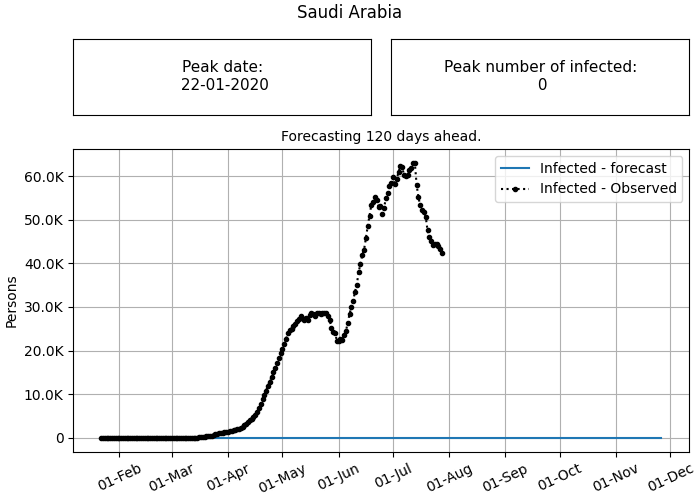 Saudi Arabia
Peak date:
22-01-2020
Peak number of infected:
0
Forecasting 120 days ahead.
Infected - forecast
Infected - Observed
Persons
60.0K
50.0K
40.0K
30.0K
20.0K
10.0K
0
01-Feb
01-Mar
01-Apr
01-May
01-Jun
01-Jul
01-Aug
01-Sep
01-Oct
01-Nov
01-Dec